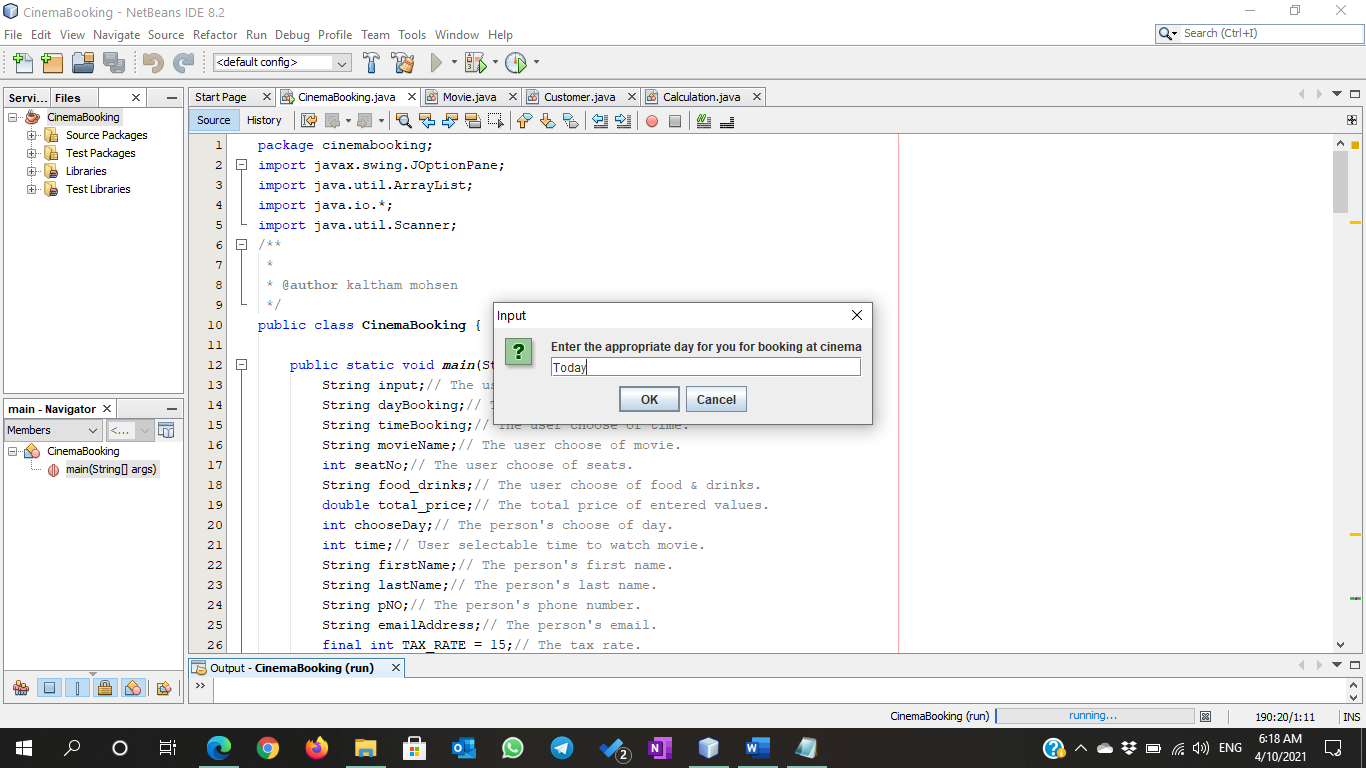 CinemaBooking - NetBeans IDE 8.2
File Edit View Navigate Source Refactor Run Debug Profile Team Tools Window Help
Search (Ctrl+I)
<default config>
Servi... Files
Start Page CinemaBooking.java Movie.java Customer.java Calculation.java
CinemaBooking
Source Packages
Test Packages
Libraries
Test Libraries
Source History
1 package cinemabooking;
2 import javax.swing.JOptionPane;
3 import java.util.ArrayList;
4 import java.io.*;
5 import java.util.Scanner;
6 /**
7 *
8 * @author kaltham mohsen
9 */
10 public class CinemaBooking {
11
12 public static void main(St
13 String input;// The us
14 String dayBooking;//
15 String timeBooking;// The user choose of time.
16 String movieName;// The user choose of movie.
17 int seatNo;// The user choose of seats.
18 String food_drinks;// The user choose of food & drinks.
19 double total_price;// The total price of entered values.
20 int chooseDay;// The person's choose of day.
21 int time;// User selectable time to watch movie.
22 String firstName;// The person's first name.
23 String lastName;// The person's last name.
24 String pNO;// The person's phone number.
25 String emailAddress;// The person's email.
26 final int TAX_RATE = 15;// The tax rate.
Input
Enter the appropriate day for you for booking at cinema
Today
OK Cancel
main - Navigator
Members <...
CinemaBooking
main(String[] args)
Output - CinemaBooking (run)
CinemaBooking (run) running... 190:20/1:11 INS
2
ENG
6:18 AM
4/10/2021